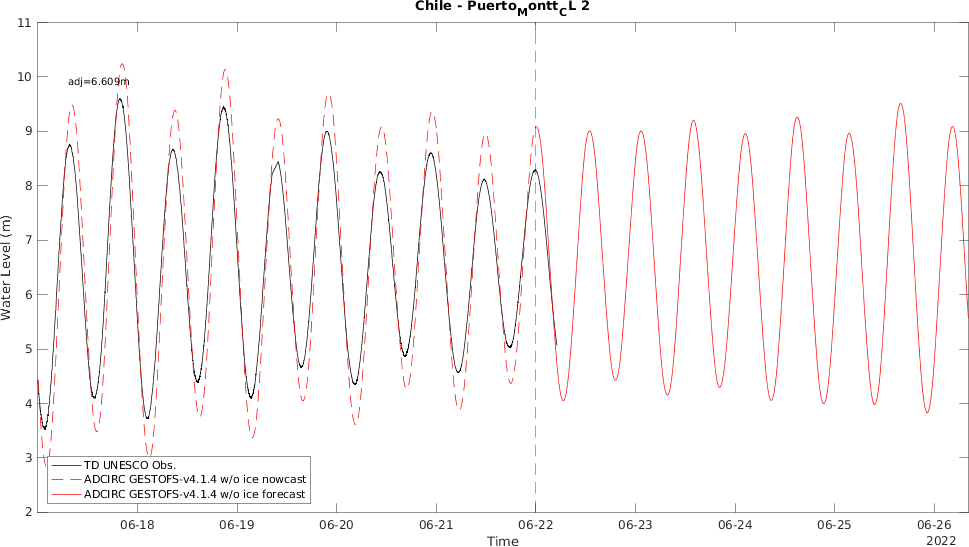 Chile - Puerto_Montt_CL 2
11
10
9
8
7
6
5
4
3
2
Water Level (m)
adj=6.609m
TD UNESCO Obs.
ADCIRC GESTOFS-v4.1.4 w/o ice nowcast
ADCIRC GESTOFS-v4.1.4 w/o ice forecast
06-18
06-19
06-20
06-21
06-22
06-23
06-24
06-25
06-26
Time
2022